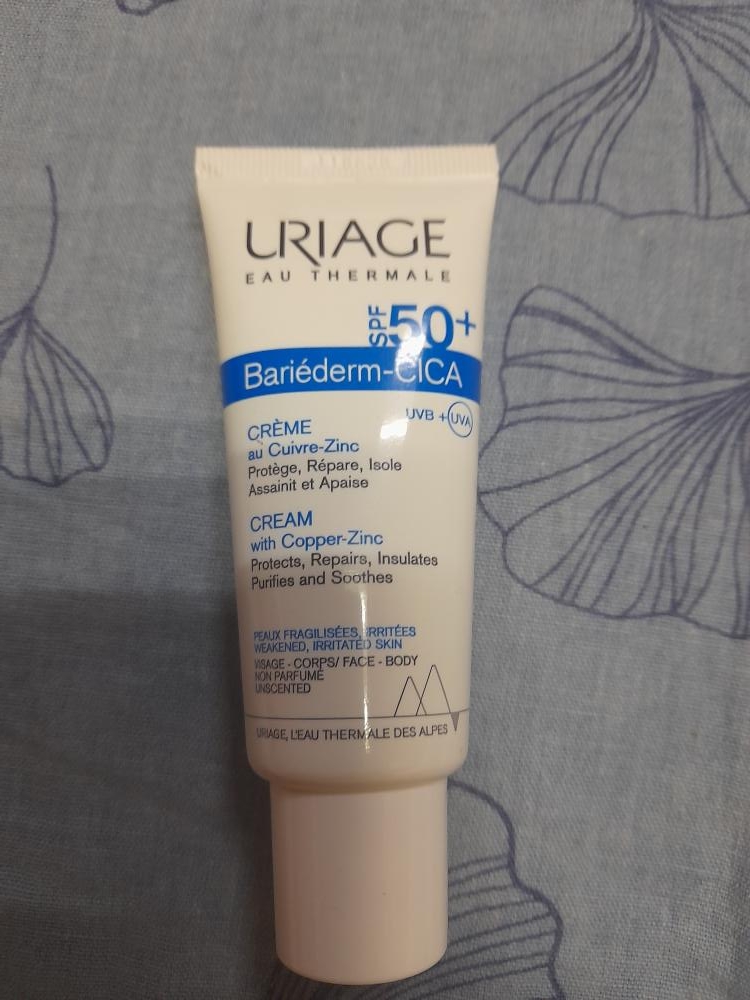 URIAGE
EAU THERMALE
SPF 50+
Bariéderm-CICA
UVB + UVA
CRÈME
au Cuivre-Zinc
Protège, Répare, Isole
Assainit et Apaise
CREAM
with Copper-Zinc
Protects, Repairs, Insulates
Purifies and Soothes
PEAUX FRAGILISÉES, IRRITÉES
WEAKENED, IRRITATED SKIN
VISAGE - CORPS/ FACE - BODY
NON PARFUMÉ
UNSCENTED
URIAGE, L'EAU THERMALE DES ALPES